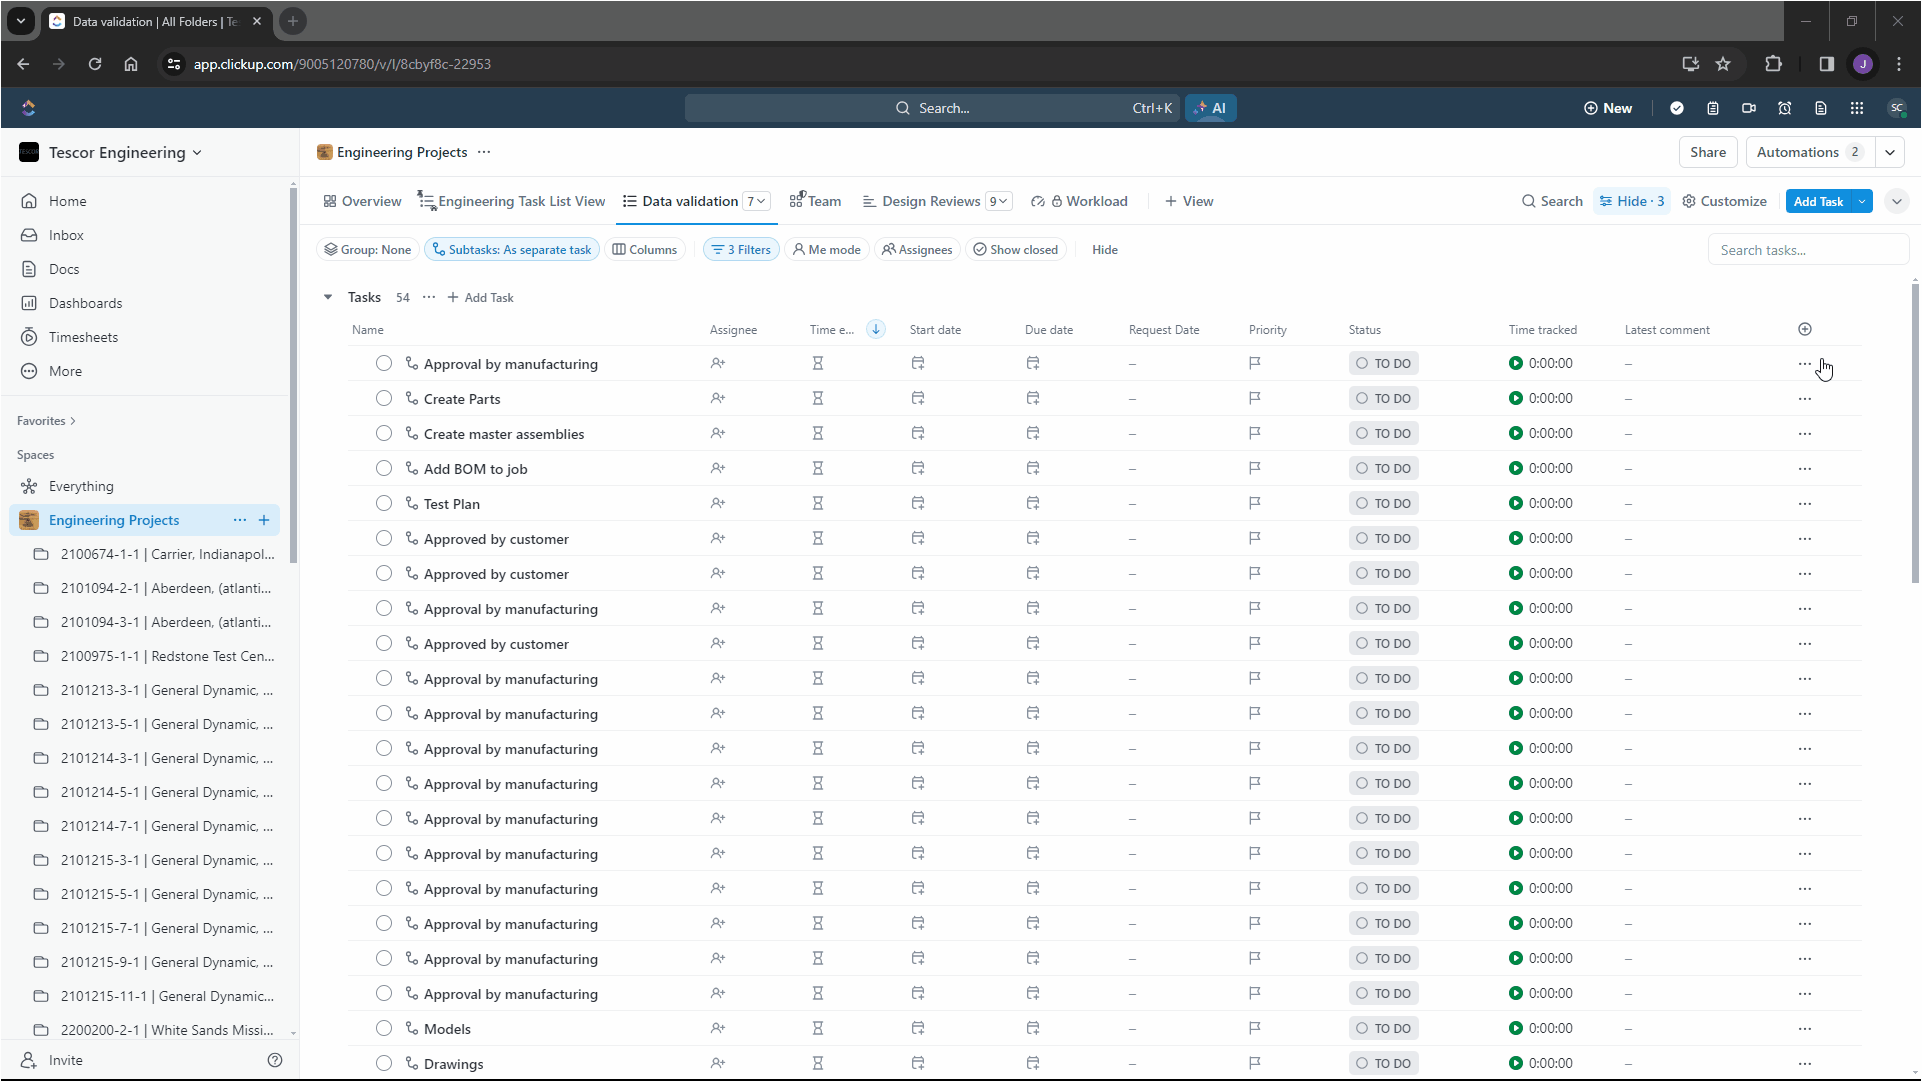 Data validation | All Folders | Te
app.clickup.com/9005120780/v/l/8cbyf8c-22953
J
Search...
Ctrl+K
AI
New
SC
Tescor Engineering
Engineering Projects
Share
Automations 2
Home
Inbox
Docs
Dashboards
Timesheets
More
Favorites
Spaces
Everything
Engineering Projects
2100674-1-1 | Carrier, Indianapol...
2101094-2-1 | Aberdeen, (atlanti...
2101094-3-1 | Aberdeen, (atlanti...
2100975-1-1 | Redstone Test Cen...
2101213-3-1 | General Dynamic, ...
2101213-5-1 | General Dynamic, ...
2101214-3-1 | General Dynamic, ...
2101214-5-1 | General Dynamic, ...
2101214-7-1 | General Dynamic, ...
2101215-3-1 | General Dynamic, ...
2101215-5-1 | General Dynamic, ...
2101215-7-1 | General Dynamic, ...
2101215-9-1 | General Dynamic, ...
2101215-11-1 | General Dynamic...
2200200-2-1 | White Sands Missi...
Invite
Overview
Engineering Task List View
Data validation 7
Team
Design Reviews 9
Workload
+ View
Search
Hide · 3
Customize
Add Task
Group: None
Subtasks: As separate task
Columns
3 Filters
Me mode
Assignees
Show closed
Hide
Search tasks...
Tasks 54 ... + Add Task
Name Assignee Time e... Start date Due date Request Date Priority Status Time tracked Latest comment
Approval by manufacturing – TO DO 0:00:00 –
Create Parts – TO DO 0:00:00 –
Create master assemblies – TO DO 0:00:00 –
Add BOM to job – TO DO 0:00:00 –
Test Plan – TO DO 0:00:00 –
Approved by customer – TO DO 0:00:00 –
Approved by customer – TO DO 0:00:00 –
Approval by manufacturing – TO DO 0:00:00 –
Approved by customer – TO DO 0:00:00 –
Approval by manufacturing – TO DO 0:00:00 –
Approval by manufacturing – TO DO 0:00:00 –
Approval by manufacturing – TO DO 0:00:00 –
Approval by manufacturing – TO DO 0:00:00 –
Approval by manufacturing – TO DO 0:00:00 –
Approval by manufacturing – TO DO 0:00:00 –
Approval by manufacturing – TO DO 0:00:00 –
Approval by manufacturing – TO DO 0:00:00 –
Approval by manufacturing – TO DO 0:00:00 –
Approval by manufacturing – TO DO 0:00:00 –
Models – TO DO 0:00:00 –
Drawings TO DO 0:00:00